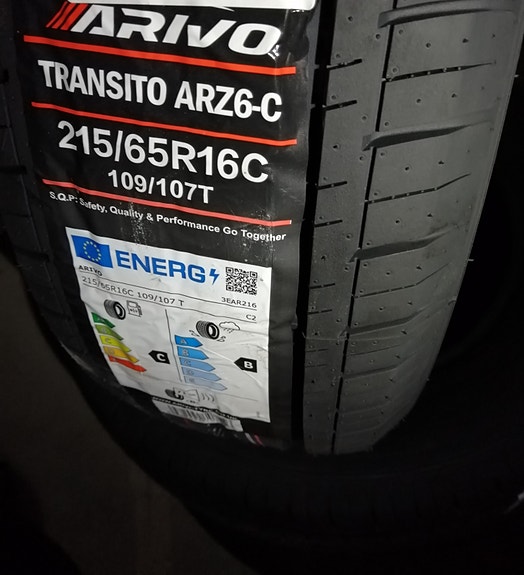 ARIVO
TRANSITO ARZ6-C
215/65R16C
109/107T
S.Q.P: Safety, Quality & Performance Go Together
ENERG
ARIVO
215/65R16C 109/107 T
3EAR216
C2
A
B
C
B